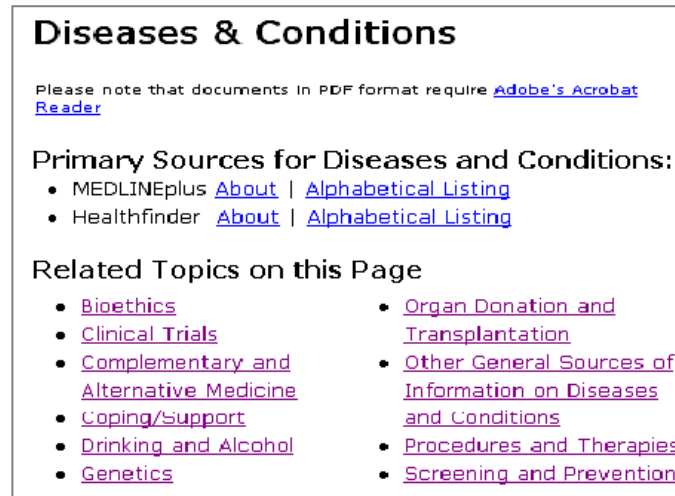 Diseases & Conditions
Please note that documents in PDF format require Adobe's Acrobat
Reader
Primary Sources for Diseases and Conditions:
• MEDLINEplus About | Alphabetical Listing
• Healthfinder About | Alphabetical Listing
Related Topics on this Page
• Bioethics
• Clinical Trials
• Complementary and
Alternative Medicine
• Coping/Support
• Drinking and Alcohol
• Genetics
• Organ Donation and
Transplantation
• Other General Sources of
Information on Diseases
and Conditions
• Procedures and Therapies
• Screening and Prevention